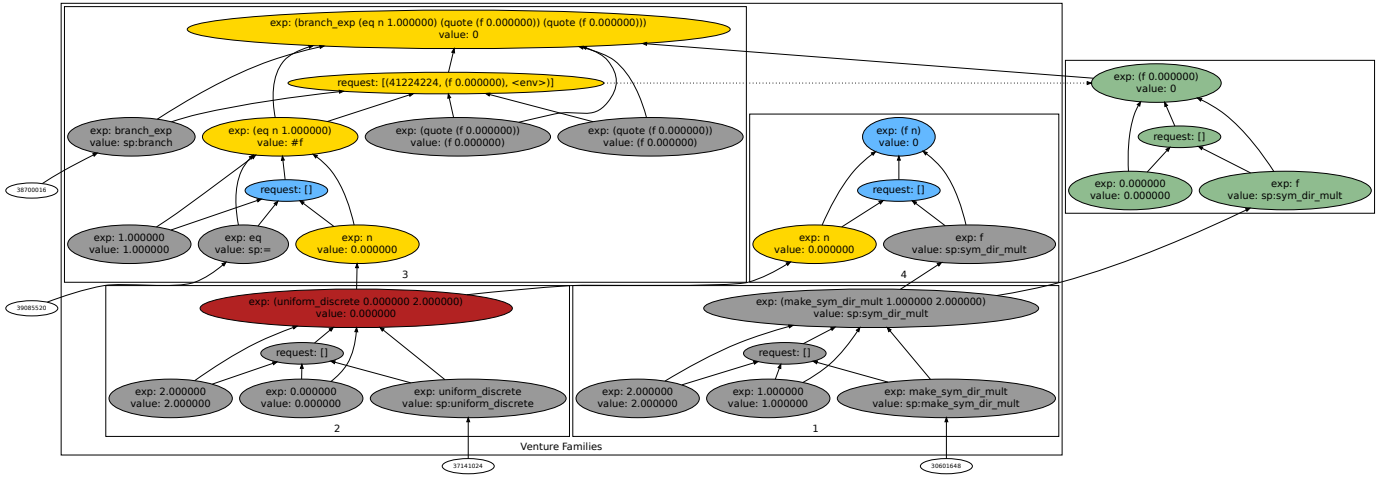 exp: (branch_exp (eq n 1.000000) (quote (f 0.000000)) (quote (f 0.000000)))
value: 0
request: [(41224224, (f 0.000000), <env>)]
exp: (f 0.000000)
value: 0
exp: branch_exp
value: sp:branch
exp: (eq n 1.000000)
value: #f
exp: (quote (f 0.000000))
value: (f 0.000000)
exp: (quote (f 0.000000))
value: (f 0.000000)
exp: (f n)
value: 0
request: []
38700016
request: []
request: []
exp: 0.000000
value: 0.000000
exp: f
value: sp:sym_dir_mult
exp: 1.000000
value: 1.000000
exp: eq
value: sp:=
exp: n
value: 0.000000
exp: n
value: 0.000000
exp: f
value: sp:sym_dir_mult
3
4
39085520
exp: (uniform_discrete 0.000000 2.000000)
value: 0.000000
exp: (make_sym_dir_mult 1.000000 2.000000)
value: sp:sym_dir_mult
request: []
request: []
exp: 2.000000
value: 2.000000
exp: 0.000000
value: 0.000000
exp: uniform_discrete
value: sp:uniform_discrete
exp: 2.000000
value: 2.000000
exp: 1.000000
value: 1.000000
exp: make_sym_dir_mult
value: sp:make_sym_dir_mult
2
1
Venture Families
37141024
30601648